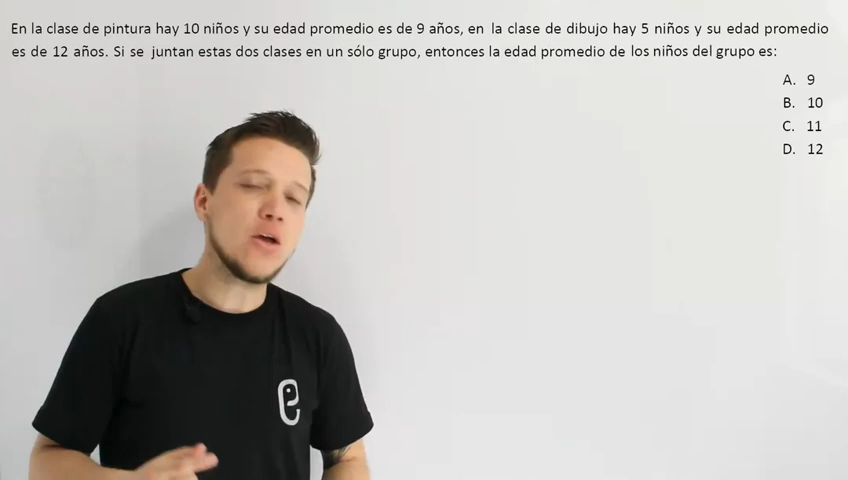 En la clase de pintura hay 10 niños y su edad promedio es de 9 años, en la clase de dibujo hay 5 niños y su edad promedio
es de 12 años. Si se juntan estas dos clases en un sólo grupo, entonces la edad promedio de los niños del grupo es:
A. 9
B. 10
C. 11
D. 12
e